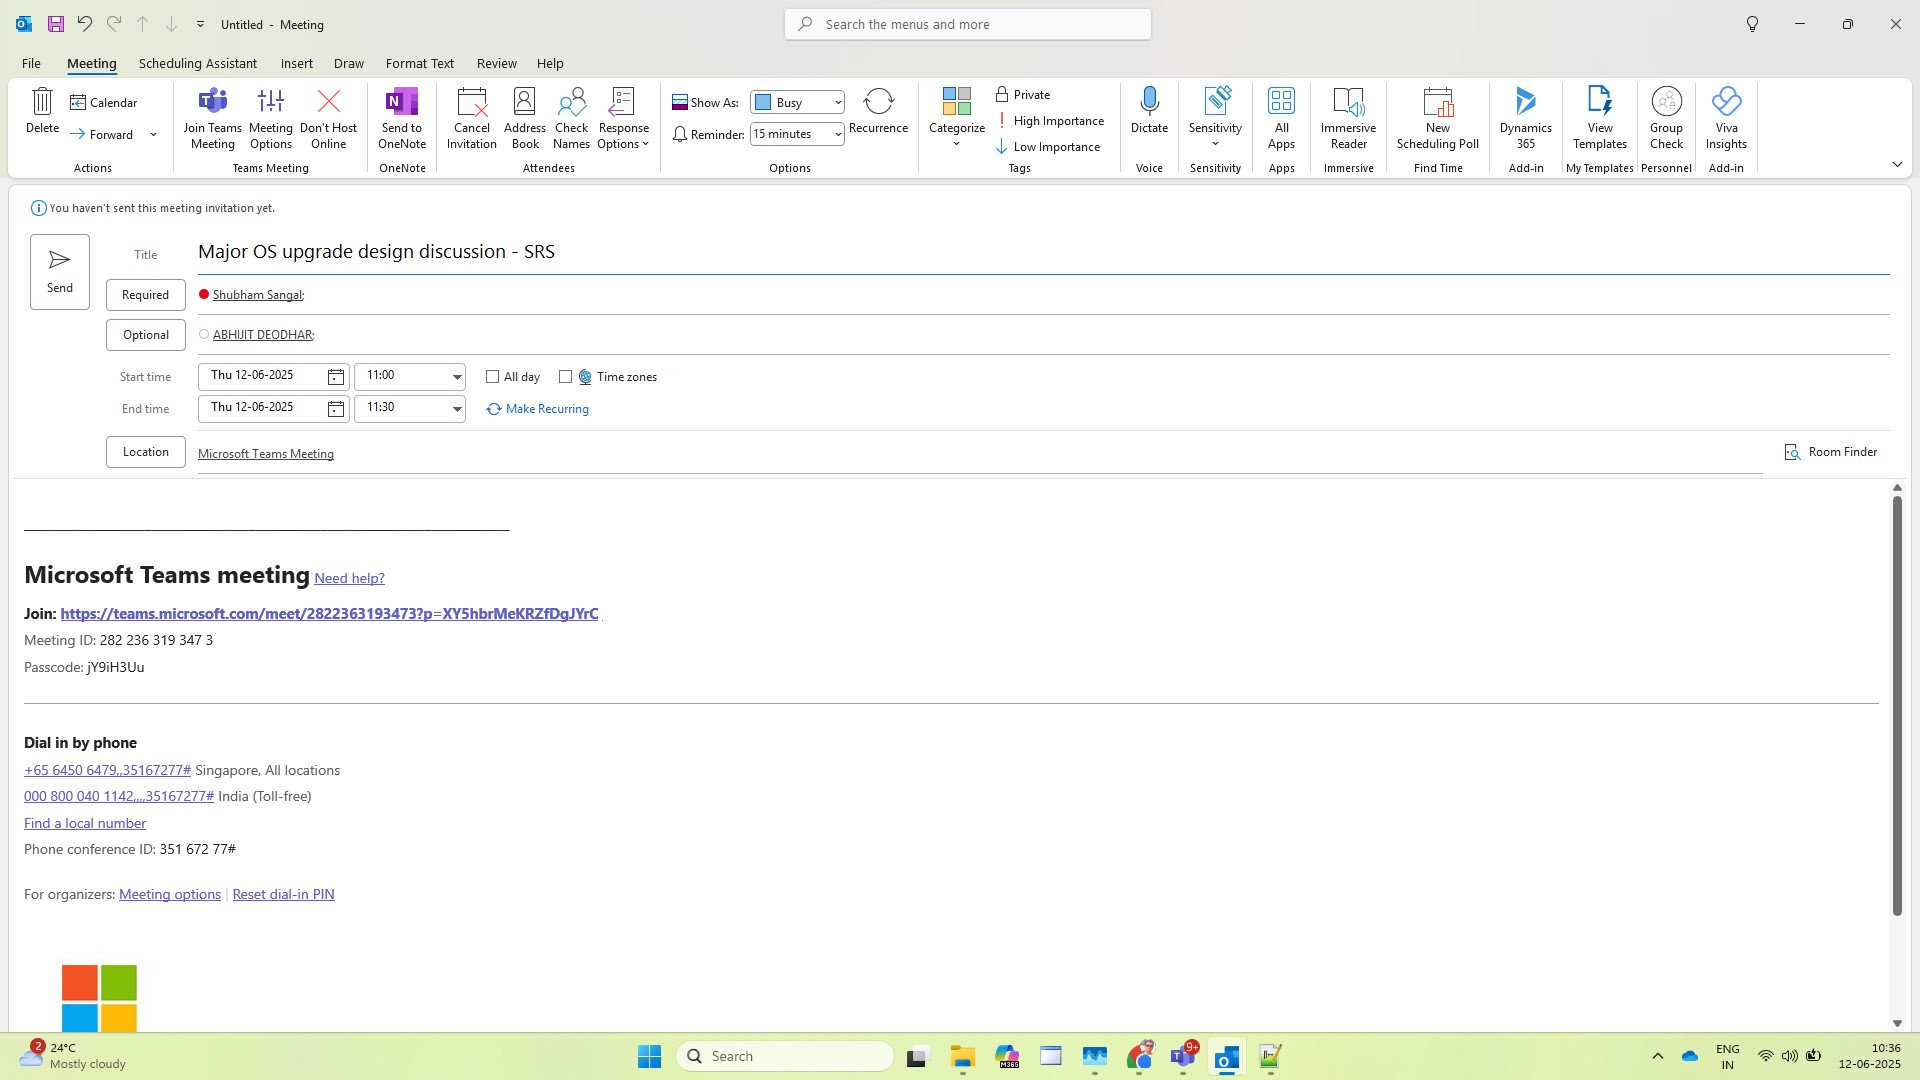 Untitled - Meeting
Search the menus and more
File Meeting Scheduling Assistant Insert Draw Format Text Review Help
Delete
Calendar
Forward
Actions
Join Teams Meeting
Meeting Options
Don't Host Online
Teams Meeting
Send to OneNote
OneNote
Cancel Invitation
Address Book
Check Names
Response Options
Attendees
Show As: Busy
Reminder: 15 minutes
Recurrence
Options
Categorize
Private
High Importance
Low Importance
Tags
Dictate
Voice
Sensitivity
Sensitivity
All Apps
Apps
Immersive Reader
Immersive
New Scheduling Poll
Find Time
Dynamics 365
Add-in
View Templates
My Templates
Group Check
Personnel
Viva Insights
Add-in
You haven't sent this meeting invitation yet.
Send
Title Major OS upgrade design discussion - SRS
Required Shubham Sangal;
Optional ABHIJIT DEODHAR;
Start time Thu 12-06-2025 11:00 All day Time zones
End time Thu 12-06-2025 11:30 Make Recurring
Location Microsoft Teams Meeting Room Finder
Microsoft Teams meeting Need help?
Join: https://teams.microsoft.com/meet/2822363193473?p=XY5hbrMeKRZfDgJYrC
Meeting ID: 282 236 319 347 3
Passcode: jY9iH3Uu
Dial in by phone
+65 6450 6479,,35167277# Singapore, All locations
000 800 040 1142,,,,35167277# India (Toll-free)
Find a local number
Phone conference ID: 351 672 77#
For organizers: Meeting options | Reset dial-in PIN
2
24°C
Mostly cloudy
Search
M365
9+
ENG
IN
10:36
12-06-2025